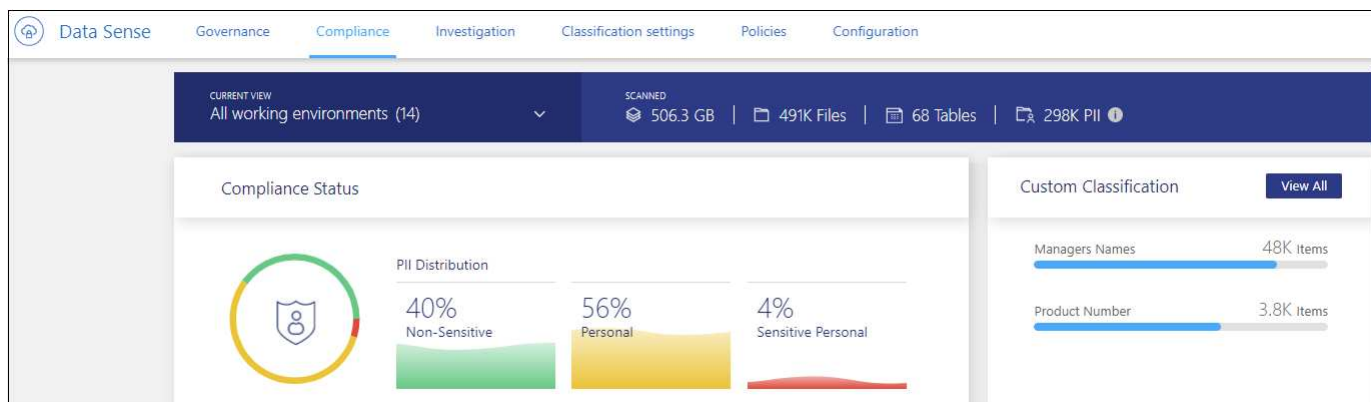 Data Sense
Governance
Compliance
Investigation
Classification settings
Policies
Configuration
CURRENT VIEW
All working environments (14)
SCANNED
506.3 GB | 491K Files | 68 Tables | 298K PII
Compliance Status
PII Distribution
40%
Non-Sensitive
56%
Personal
4%
Sensitive Personal
Custom Classification
View All
Managers Names 48K Items
Product Number 3.8K Items